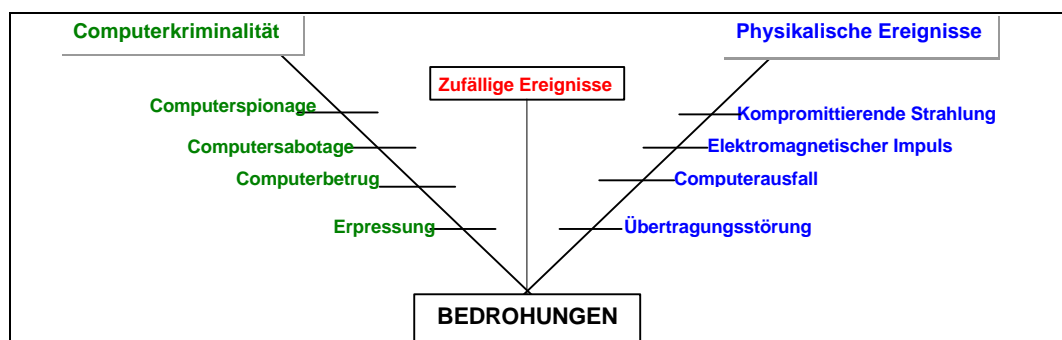 Computerkriminalität
Physikalische Ereignisse
Zufällige Ereignisse
Computerspionage
Kompromittierende Strahlung
Computersabotage
Elektromagnetischer Impuls
Computerbetrug
Computerausfall
Erpressung
Übertragungsstörung
BEDROHUNGEN